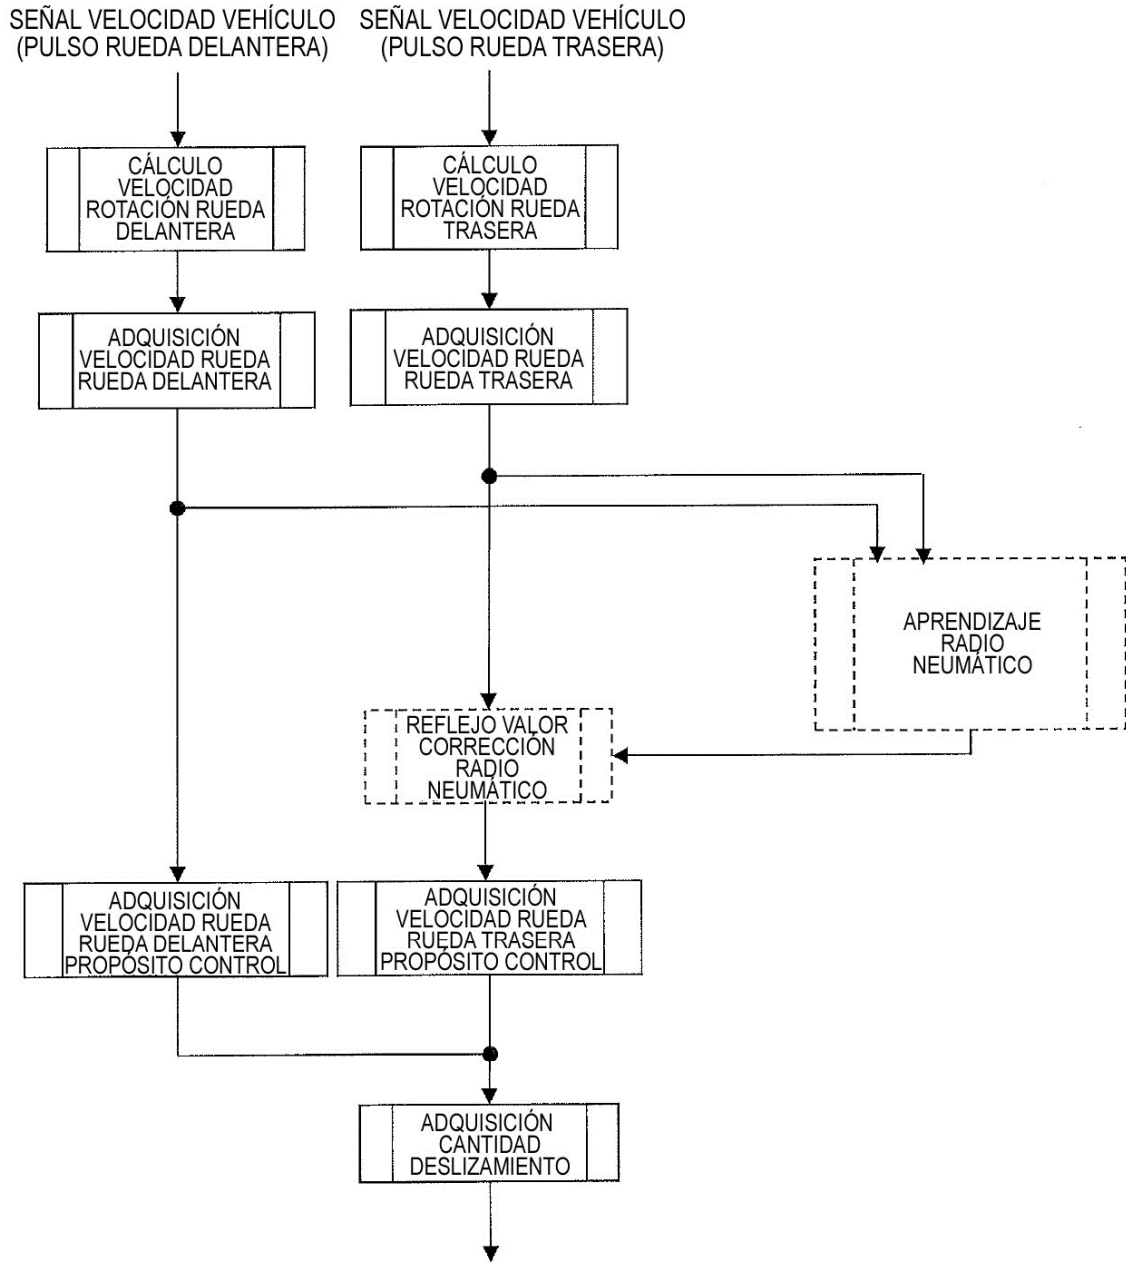 SEÑAL VELOCIDAD VEHÍCULO
(PULSO RUEDA DELANTERA)
SEÑAL VELOCIDAD VEHÍCULO
(PULSO RUEDA TRASERA)
CÁLCULO
VELOCIDAD
ROTACIÓN RUEDA
DELANTERA
CÁLCULO
VELOCIDAD
ROTACIÓN RUEDA
TRASERA
ADQUISICIÓN
VELOCIDAD RUEDA
RUEDA DELANTERA
ADQUISICIÓN
VELOCIDAD RUEDA
RUEDA TRASERA
APRENDIZAJE
RADIO
NEUMÁTICO
REFLEJO VALOR
CORRECCIÓN
RADIO
NEUMÁTICO
ADQUISICIÓN
VELOCIDAD RUEDA
RUEDA DELANTERA
PROPÓSITO CONTROL
ADQUISICIÓN
VELOCIDAD RUEDA
RUEDA TRASERA
PROPÓSITO CONTROL
ADQUISICIÓN
CANTIDAD
DESLIZAMIENTO